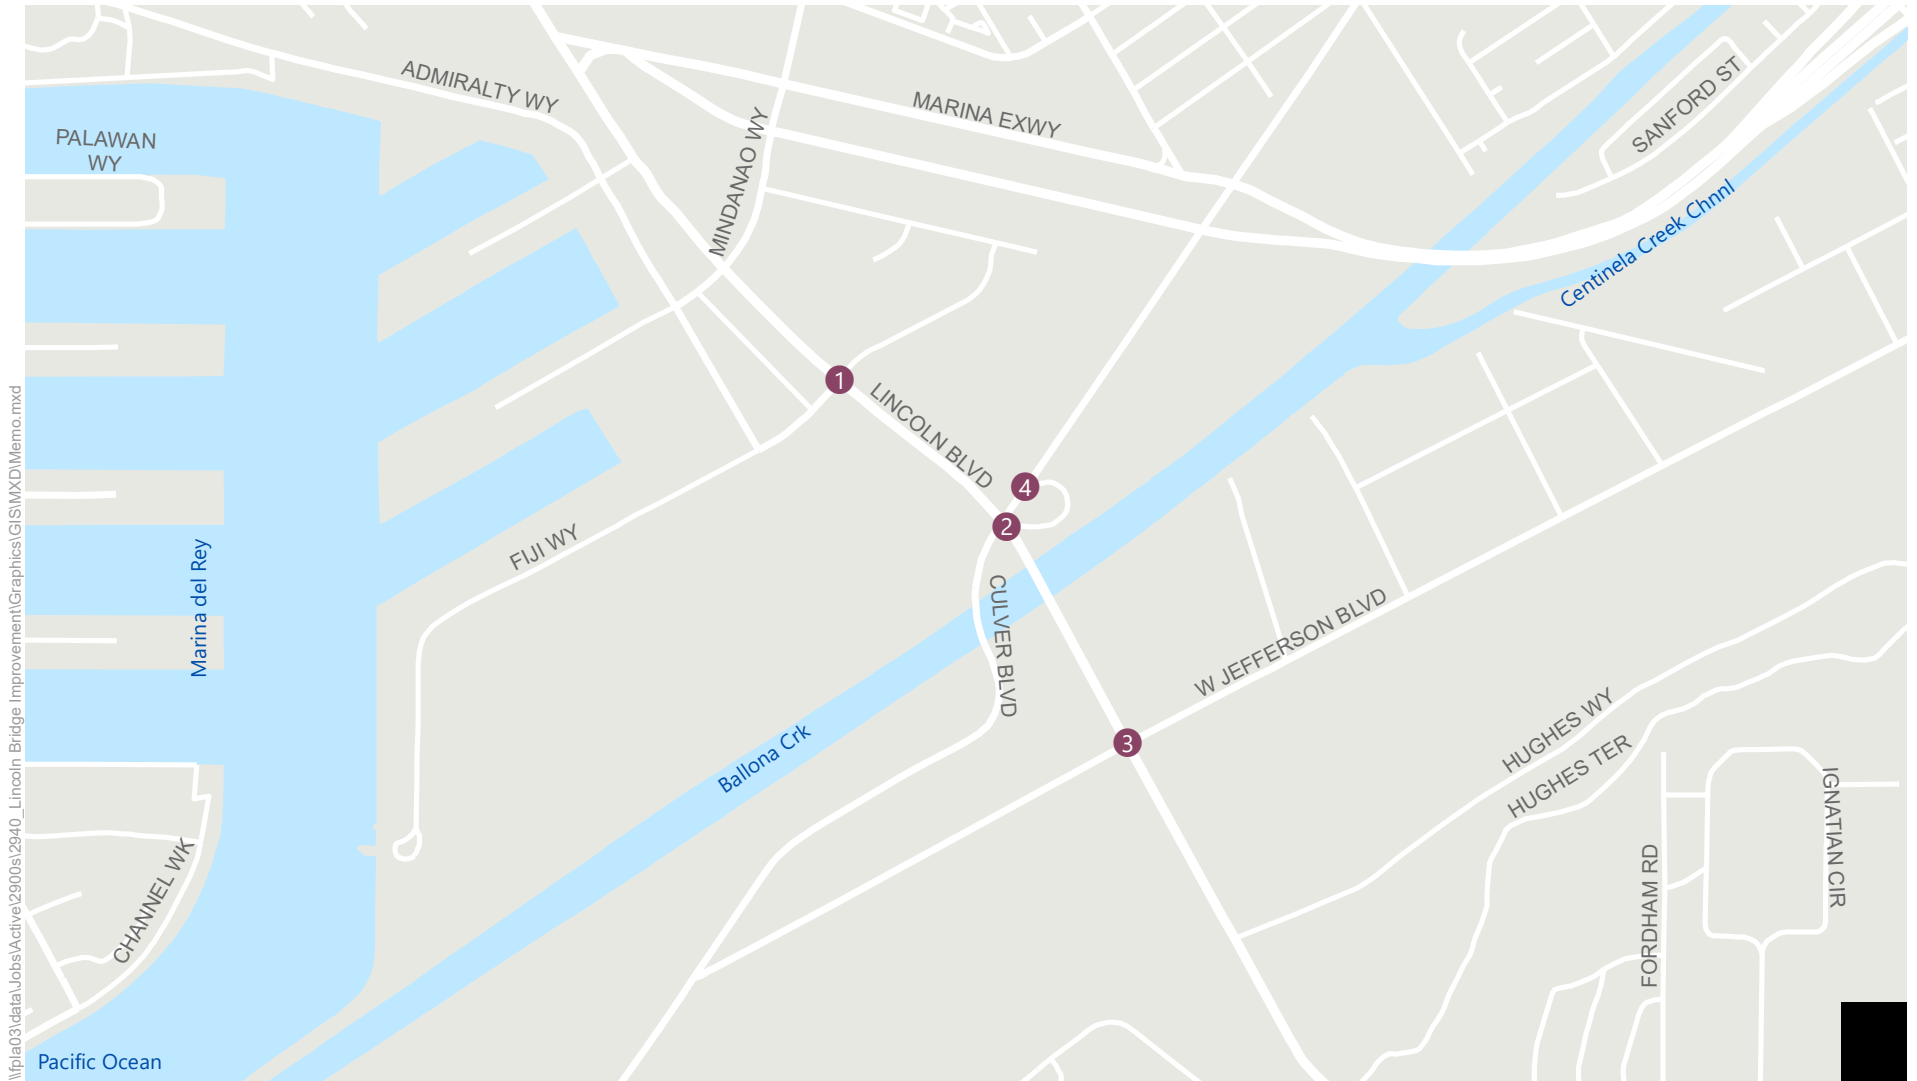 ADMIRALTY WY
MARINA EXWY
SANFORD ST
PALAWAN
WY
MINDANAO WY
Centinela Creek Chnnl
1
LINCOLN BLVD
4
2
FIJI WY
Marina del Rey
CULVER BLVD
W JEFFERSON BLVD
3
Ballona Crk
HUGHES WY
HUGHES TER
IGNATIAN CIR
CHANNEL WK
FORDHAM RD
Pacific Ocean
\\fpla03\data\Jobs\Active\2900s\2940_Lincoln Bridge Improvement\Graphics\GIS\MXD\Memo.mxd